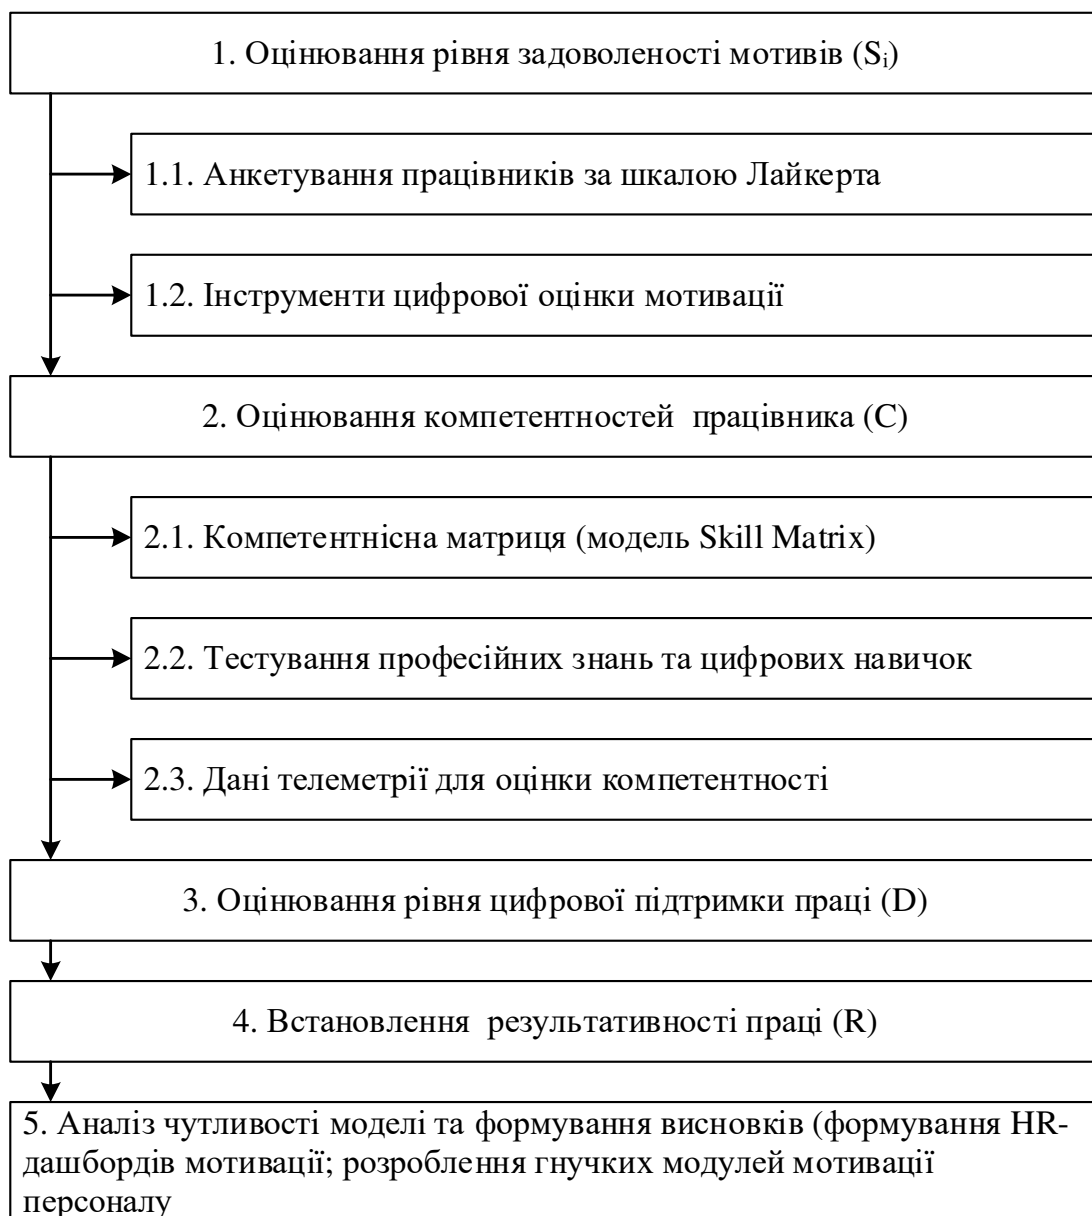 1. Оцінювання рівня задоволеності мотивів (Sᵢ)
1.1. Анкетування працівників за шкалою Лайкерта
1.2. Інструменти цифрової оцінки мотивації
2. Оцінювання компетентностей працівника (C)
2.1. Компетентнісна матриця (модель Skill Matrix)
2.2. Тестування професійних знань та цифрових навичок
2.3. Дані телеметрії для оцінки компетентності
3. Оцінювання рівня цифрової підтримки праці (D)
4. Встановлення результативності праці (R)
5. Аналіз чутливості моделі та формування висновків (формування HR-
дашбордів мотивації; розроблення гнучких модулей мотивації
персоналу